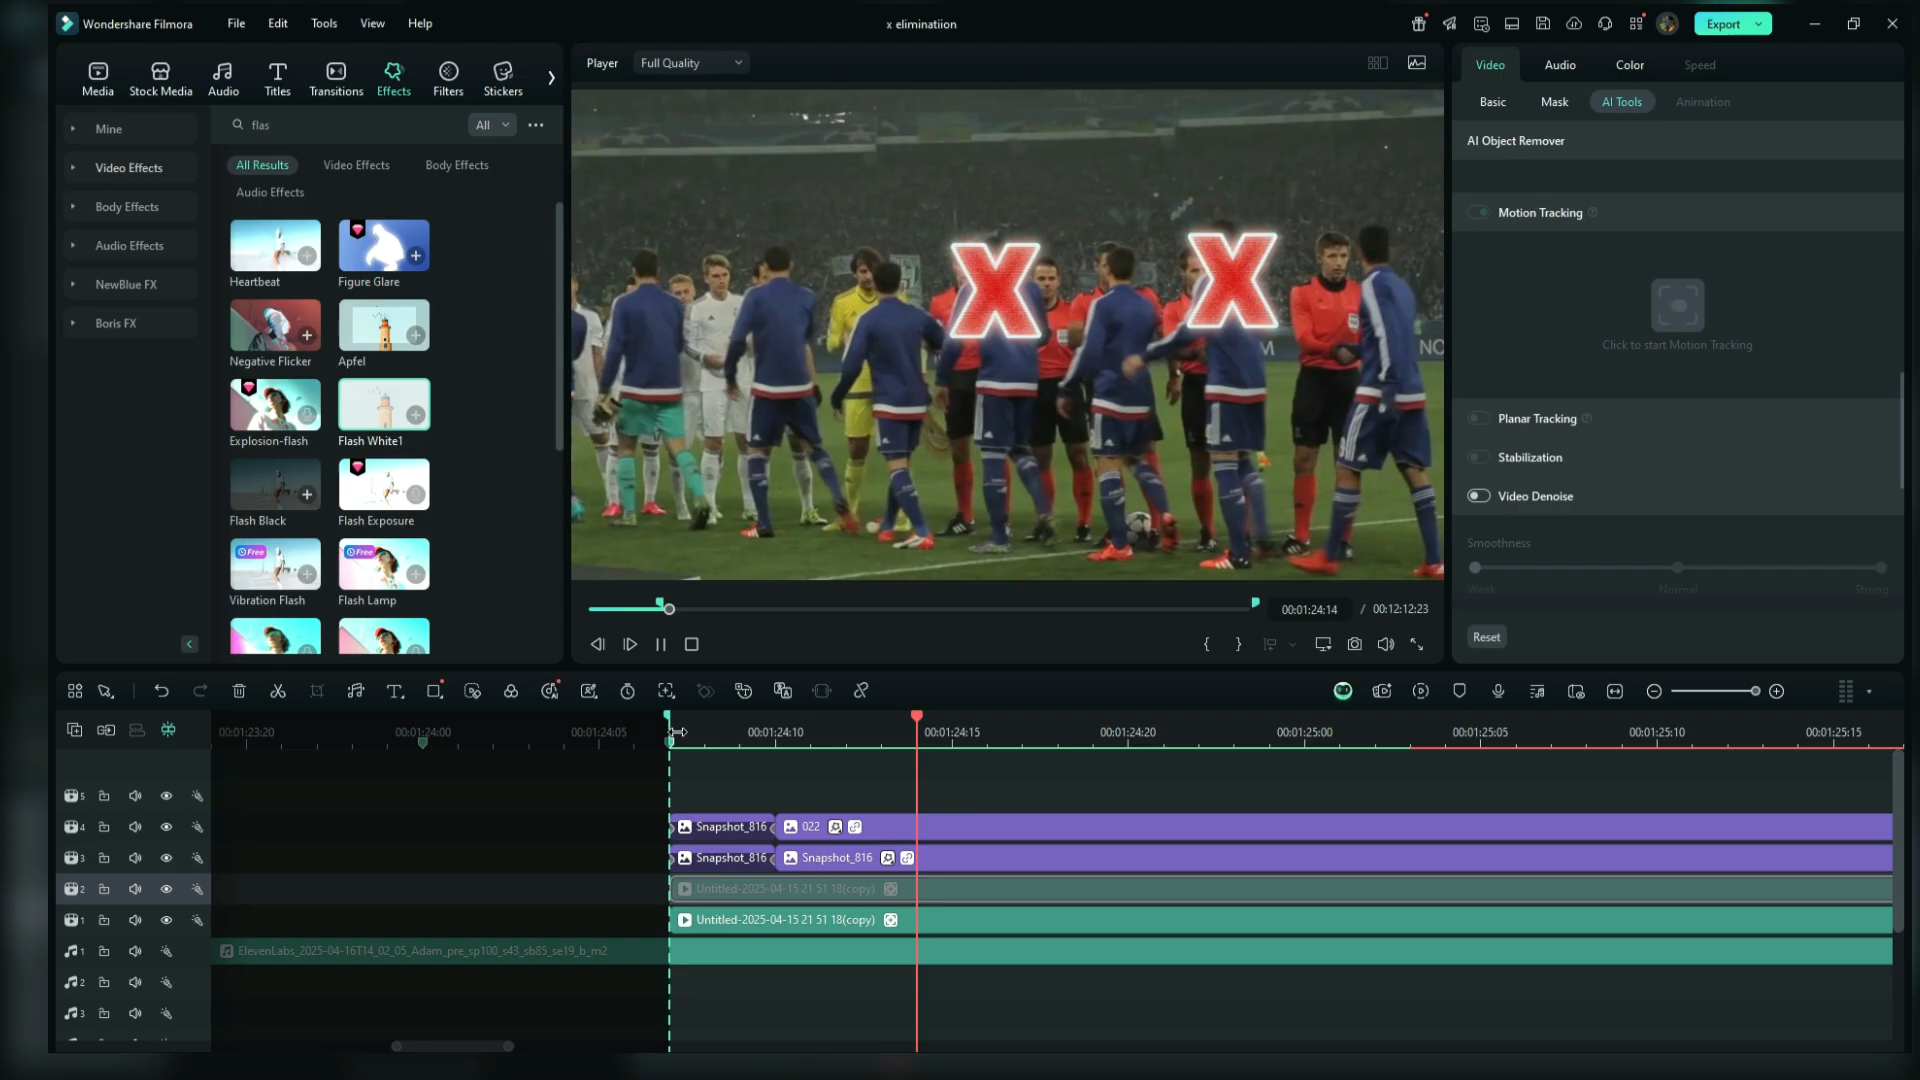 Wondershare Filmora File Edit Tools View Help x eliminatiion Export
Media Stock Media Audio Titles Transitions Effects Filters Stickers
Player Full Quality
Video Audio Color Speed
Basic Mask AI Tools Animation
Mine
Video Effects
Body Effects
Audio Effects
NewBlue FX
Boris FX
flas All
All Results Video Effects Body Effects
Audio Effects
Heartbeat Figure Glare
Negative Flicker Apfel
Explosion-flash Flash White1
Flash Black Flash Exposure
Free Free
Vibration Flash Flash Lamp
X X
00:01:24:14 / 00:12:12:23
AI Object Remover
Motion Tracking
Click to start Motion Tracking
Planar Tracking
Stabilization
Video Denoise
Smoothness
Weak Normal Strong
Reset
00:01:23:20 00:01:24:00 00:01:24:05 00:01:24:10 00:01:24:15 00:01:24:20 00:01:25:00 00:01:25:05 00:01:25:10 00:01:25:15
5
4 Snapshot_816 022
3 Snapshot_816 Snapshot_816
2 Untitled-2025-04-15 21 51 18(copy)
1 Untitled-2025-04-15 21 51 18(copy)
1 ElevenLabs_2025-04-16T14_02_05_Adam_pre_sp100_s43_sb85_se19_b_m2
2
3